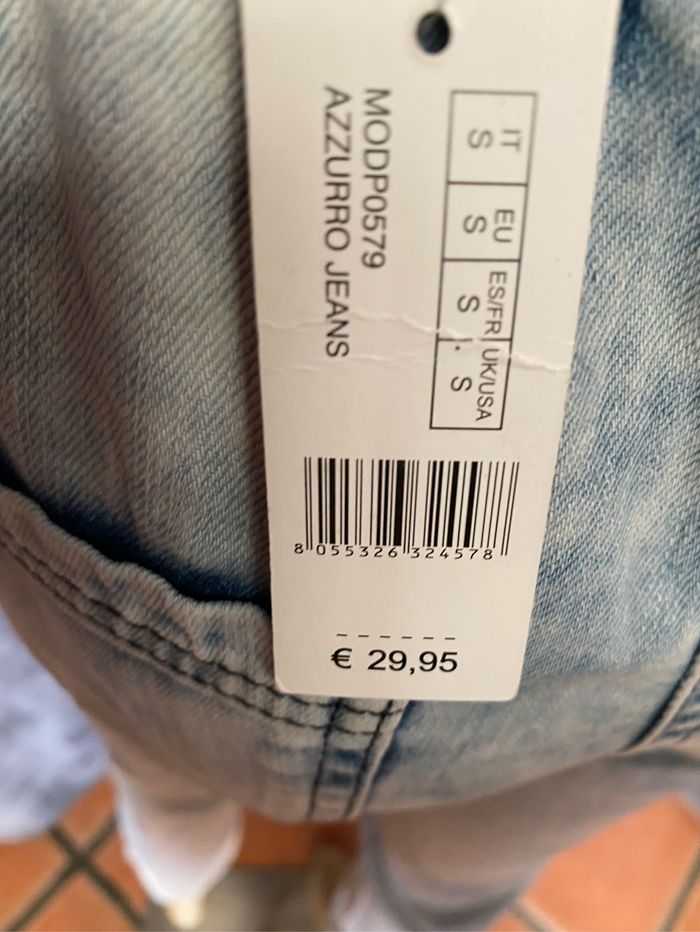 MODP0579
AZZURRO JEANS
IT EU ES/FR UK/USA
S S S S
8 055326 324578
€ 29,95